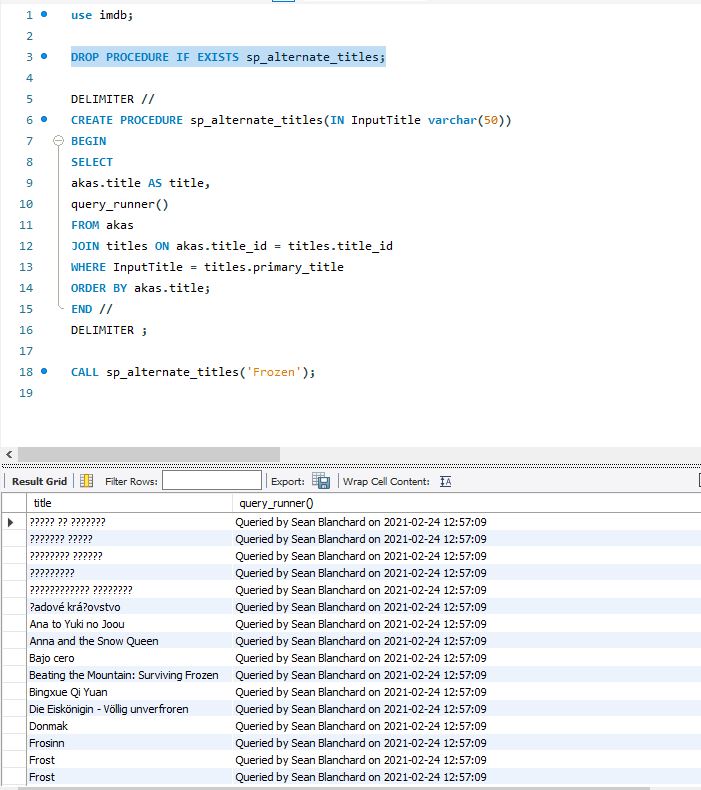 1 use imdb;
2
3 DROP PROCEDURE IF EXISTS sp_alternate_titles;
4
5 DELIMITER //
6 CREATE PROCEDURE sp_alternate_titles(IN InputTitle varchar(50))
7 BEGIN
8 SELECT
9 akas.title AS title,
10 query_runner()
11 FROM akas
12 JOIN titles ON akas.title_id = titles.title_id
13 WHERE InputTitle = titles.primary_title
14 ORDER BY akas.title;
15 END //
16 DELIMITER ;
17
18 CALL sp_alternate_titles('Frozen');
19
Result Grid Filter Rows: Export: Wrap Cell Content:
title query_runner()
????? ?? ??????? Queried by Sean Blanchard on 2021-02-24 12:57:09
??????? ????? Queried by Sean Blanchard on 2021-02-24 12:57:09
???????? ?????? Queried by Sean Blanchard on 2021-02-24 12:57:09
????????? Queried by Sean Blanchard on 2021-02-24 12:57:09
???????????? ???????? Queried by Sean Blanchard on 2021-02-24 12:57:09
?adové krá?ovstvo Queried by Sean Blanchard on 2021-02-24 12:57:09
Ana to Yuki no Joou Queried by Sean Blanchard on 2021-02-24 12:57:09
Anna and the Snow Queen Queried by Sean Blanchard on 2021-02-24 12:57:09
Bajo cero Queried by Sean Blanchard on 2021-02-24 12:57:09
Beating the Mountain: Surviving Frozen Queried by Sean Blanchard on 2021-02-24 12:57:09
Bingxue Qi Yuan Queried by Sean Blanchard on 2021-02-24 12:57:09
Die Eiskönigin - Völlig unverfroren Queried by Sean Blanchard on 2021-02-24 12:57:09
Donmak Queried by Sean Blanchard on 2021-02-24 12:57:09
Frosinn Queried by Sean Blanchard on 2021-02-24 12:57:09
Frost Queried by Sean Blanchard on 2021-02-24 12:57:09
Frost Queried by Sean Blanchard on 2021-02-24 12:57:09